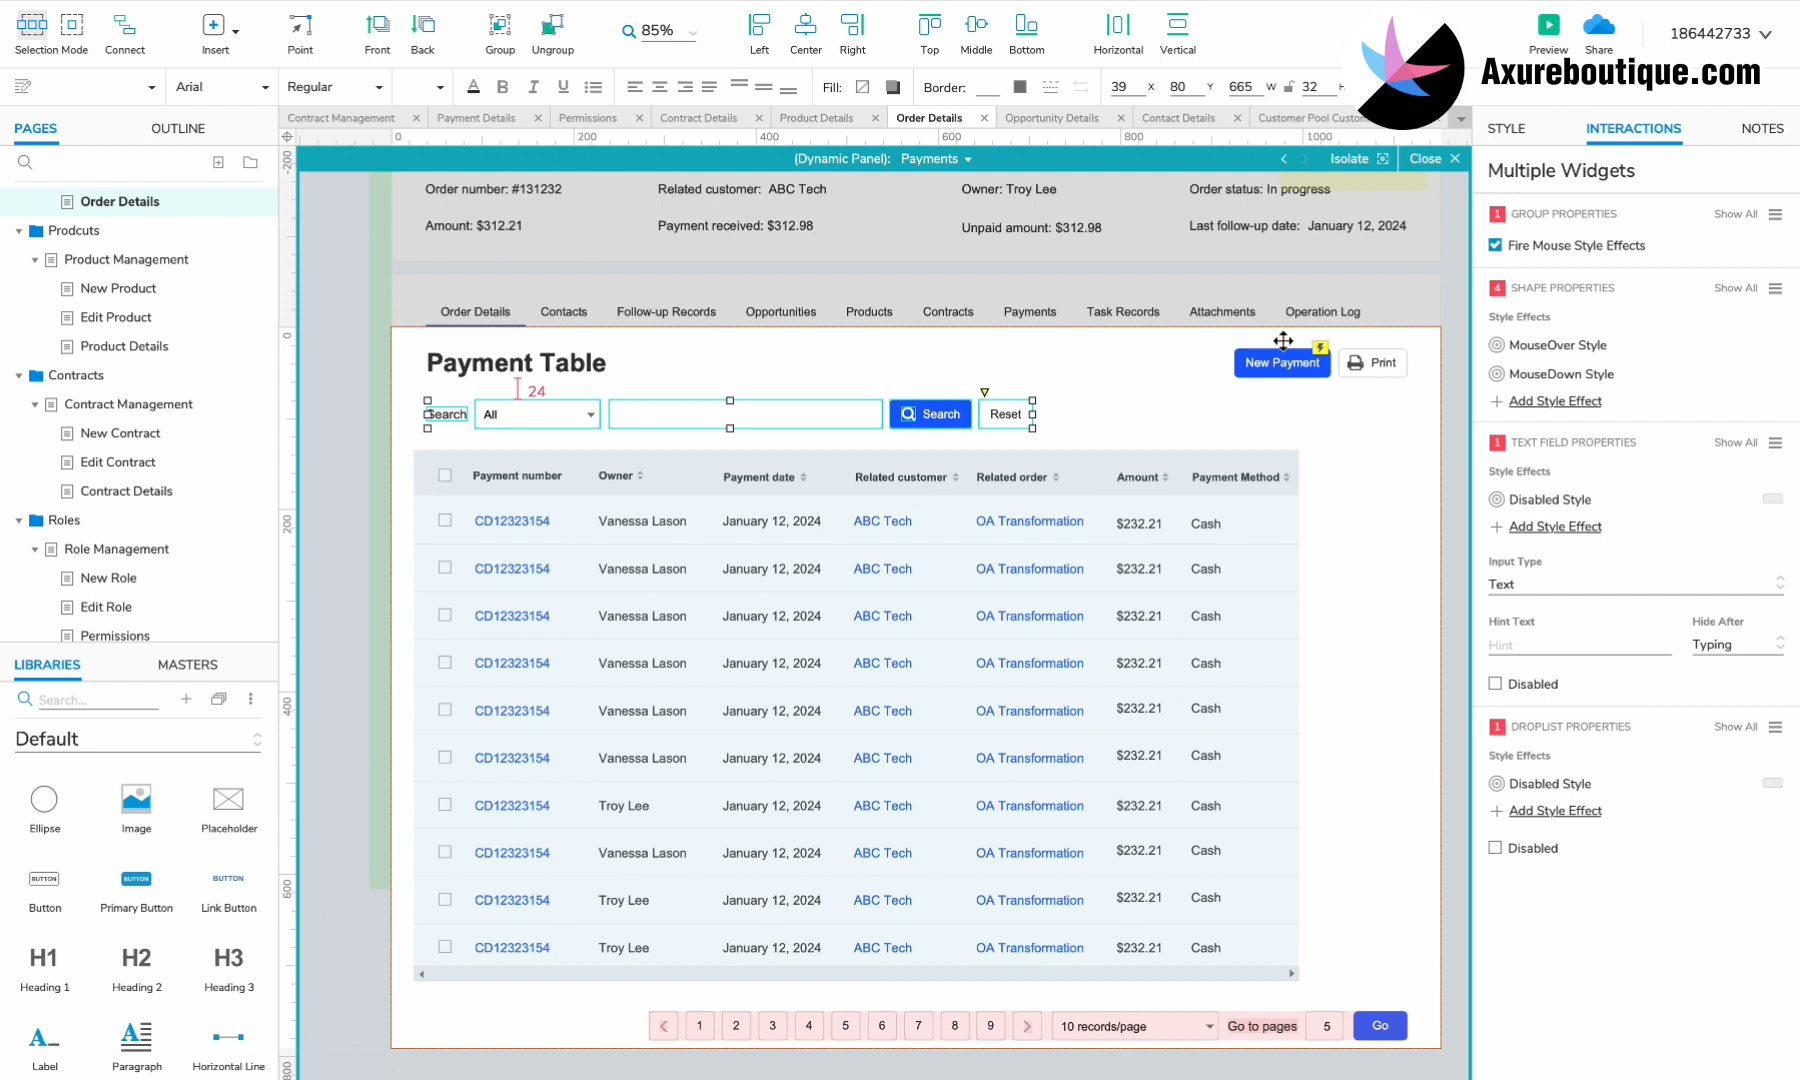 Selection Mode
Connect
Insert
Point
Front
Back
Group
Ungroup
85%
Left
Center
Right
Top
Middle
Bottom
Horizontal
Vertical
Preview
Share
186442733
Axureboutique.com
Arial
Regular
Fill:
Border:
39 X 80 Y 665 W 32
PAGES
OUTLINE
Contract Management
Payment Details
Permissions
Contract Details
Product Details
Order Details
Opportunity Details
Contact Details
Customer Pool Custom
STYLE
INTERACTIONS
NOTES
0 200 400 600 800 1000
-200
0
200
400
600
800
(Dynamic Panel): Payments
Isolate
Close
Order Details
Prodcuts
Product Management
New Product
Edit Product
Product Details
Contracts
Contract Management
New Contract
Edit Contract
Contract Details
Roles
Role Management
New Role
Edit Role
Permissions
LIBRARIES
MASTERS
Search...
Default
Ellipse
Image
Placeholder
BUTTON
BUTTON
BUTTON
Button
Primary Button
Link Button
H1
H2
H3
Heading 1
Heading 2
Heading 3
Label
Paragraph
Horizontal Line
Order number: #131232
Related customer: ABC Tech
Owner: Troy Lee
Order status: In progress
Amount: $312.21
Payment received: $312.98
Unpaid amount: $312.98
Last follow-up date: January 12, 2024
Order Details
Contacts
Follow-up Records
Opportunities
Products
Contracts
Payments
Task Records
Attachments
Operation Log
Payment Table
New Payment
Print
24
Search
All
Search
Reset
Payment number Owner Payment date Related customer Related order Amount Payment Method
CD12323154 Vanessa Lason January 12, 2024 ABC Tech OA Transformation $232.21 Cash
CD12323154 Vanessa Lason January 12, 2024 ABC Tech OA Transformation $232.21 Cash
CD12323154 Vanessa Lason January 12, 2024 ABC Tech OA Transformation $232.21 Cash
CD12323154 Vanessa Lason January 12, 2024 ABC Tech OA Transformation $232.21 Cash
CD12323154 Vanessa Lason January 12, 2024 ABC Tech OA Transformation $232.21 Cash
CD12323154 Vanessa Lason January 12, 2024 ABC Tech OA Transformation $232.21 Cash
CD12323154 Troy Lee January 12, 2024 ABC Tech OA Transformation $232.21 Cash
CD12323154 Vanessa Lason January 12, 2024 ABC Tech OA Transformation $232.21 Cash
CD12323154 Troy Lee January 12, 2024 ABC Tech OA Transformation $232.21 Cash
CD12323154 Troy Lee January 12, 2024 ABC Tech OA Transformation $232.21 Cash
1 2 3 4 5 6 7 8 9
10 records/page
Go to pages
5
Go
Multiple Widgets
1 GROUP PROPERTIES Show All
Fire Mouse Style Effects
4 SHAPE PROPERTIES Show All
Style Effects
MouseOver Style
MouseDown Style
Add Style Effect
1 TEXT FIELD PROPERTIES Show All
Style Effects
Disabled Style
Add Style Effect
Input Type
Text
Hint Text
Hide After
Hint
Typing
Disabled
1 DROPLIST PROPERTIES Show All
Style Effects
Disabled Style
Add Style Effect
Disabled